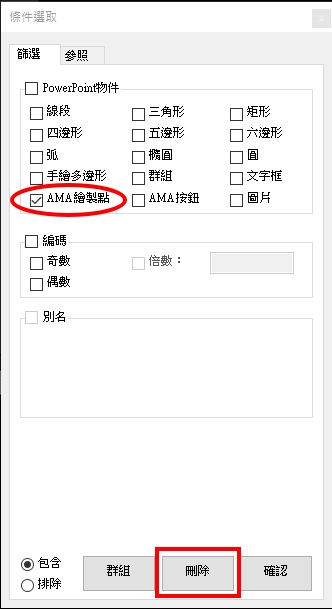 條件選取
篩選 參照
PowerPoint物件
線段 三角形 矩形
四邊形 五邊形 六邊形
弧 橢圓 圓
手繪多邊形 群組 文字框
AMA繪製點 AMA按鈕 圖片
編碼
奇數 倍數：
偶數
別名
包含
排除
群組 刪除 確認